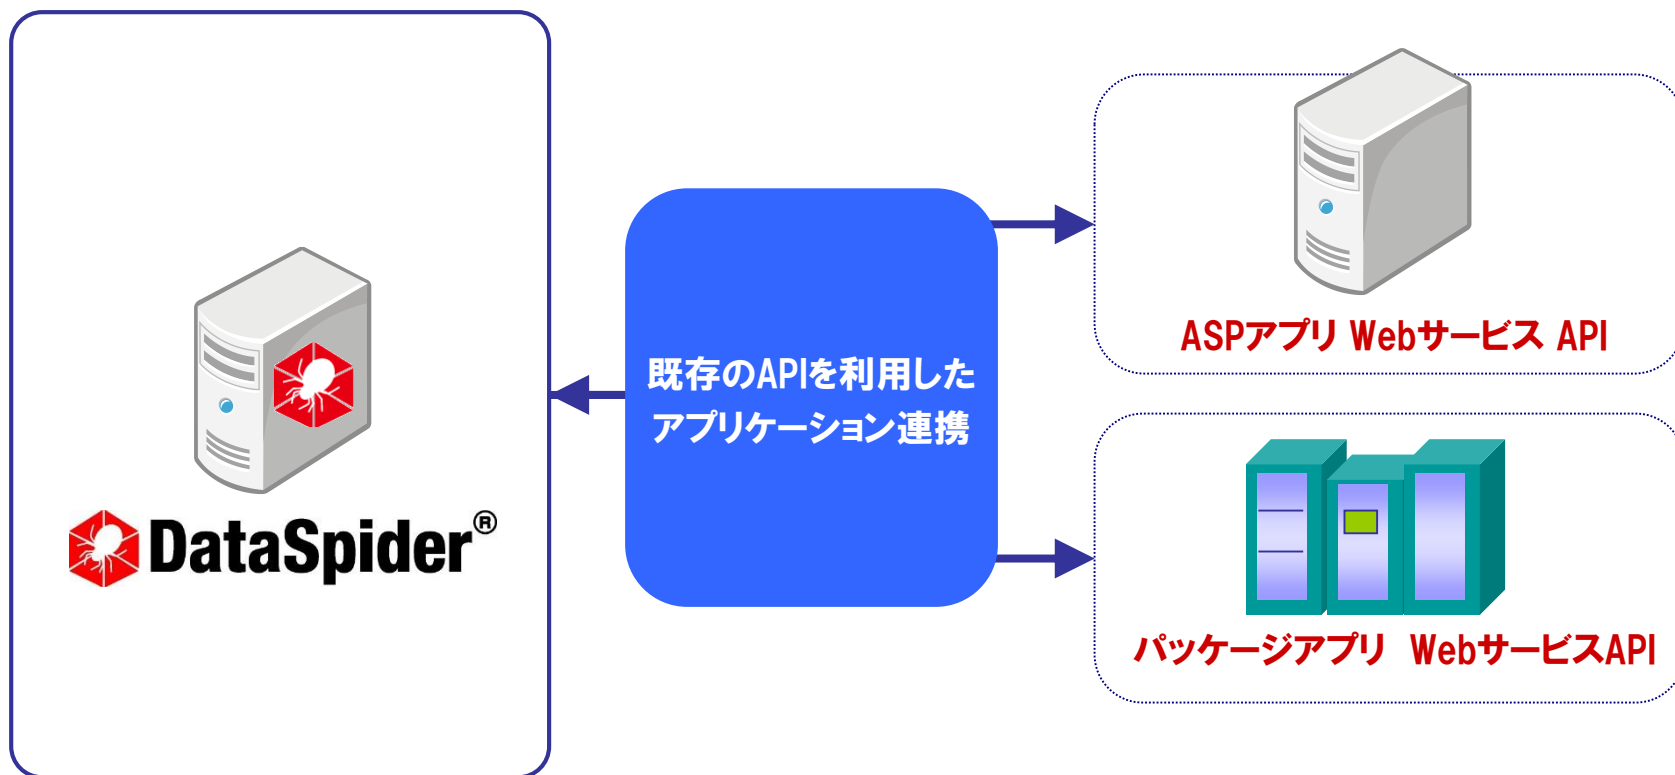 DataSpider®
既存のAPIを利用した
アプリケーション連携
ASPアプリ Webサービス API
パッケージアプリ　WebサービスAPI